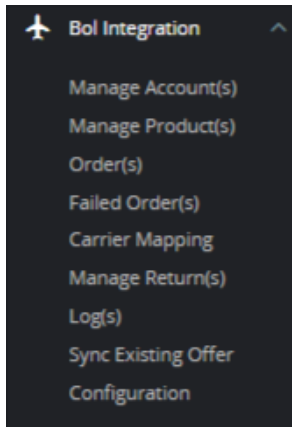 Bol Integration
Manage Account(s)
Manage Product(s)
Order(s)
Failed Order(s)
Carrier Mapping
Manage Return(s)
Log(s)
Sync Existing Offer
Configuration